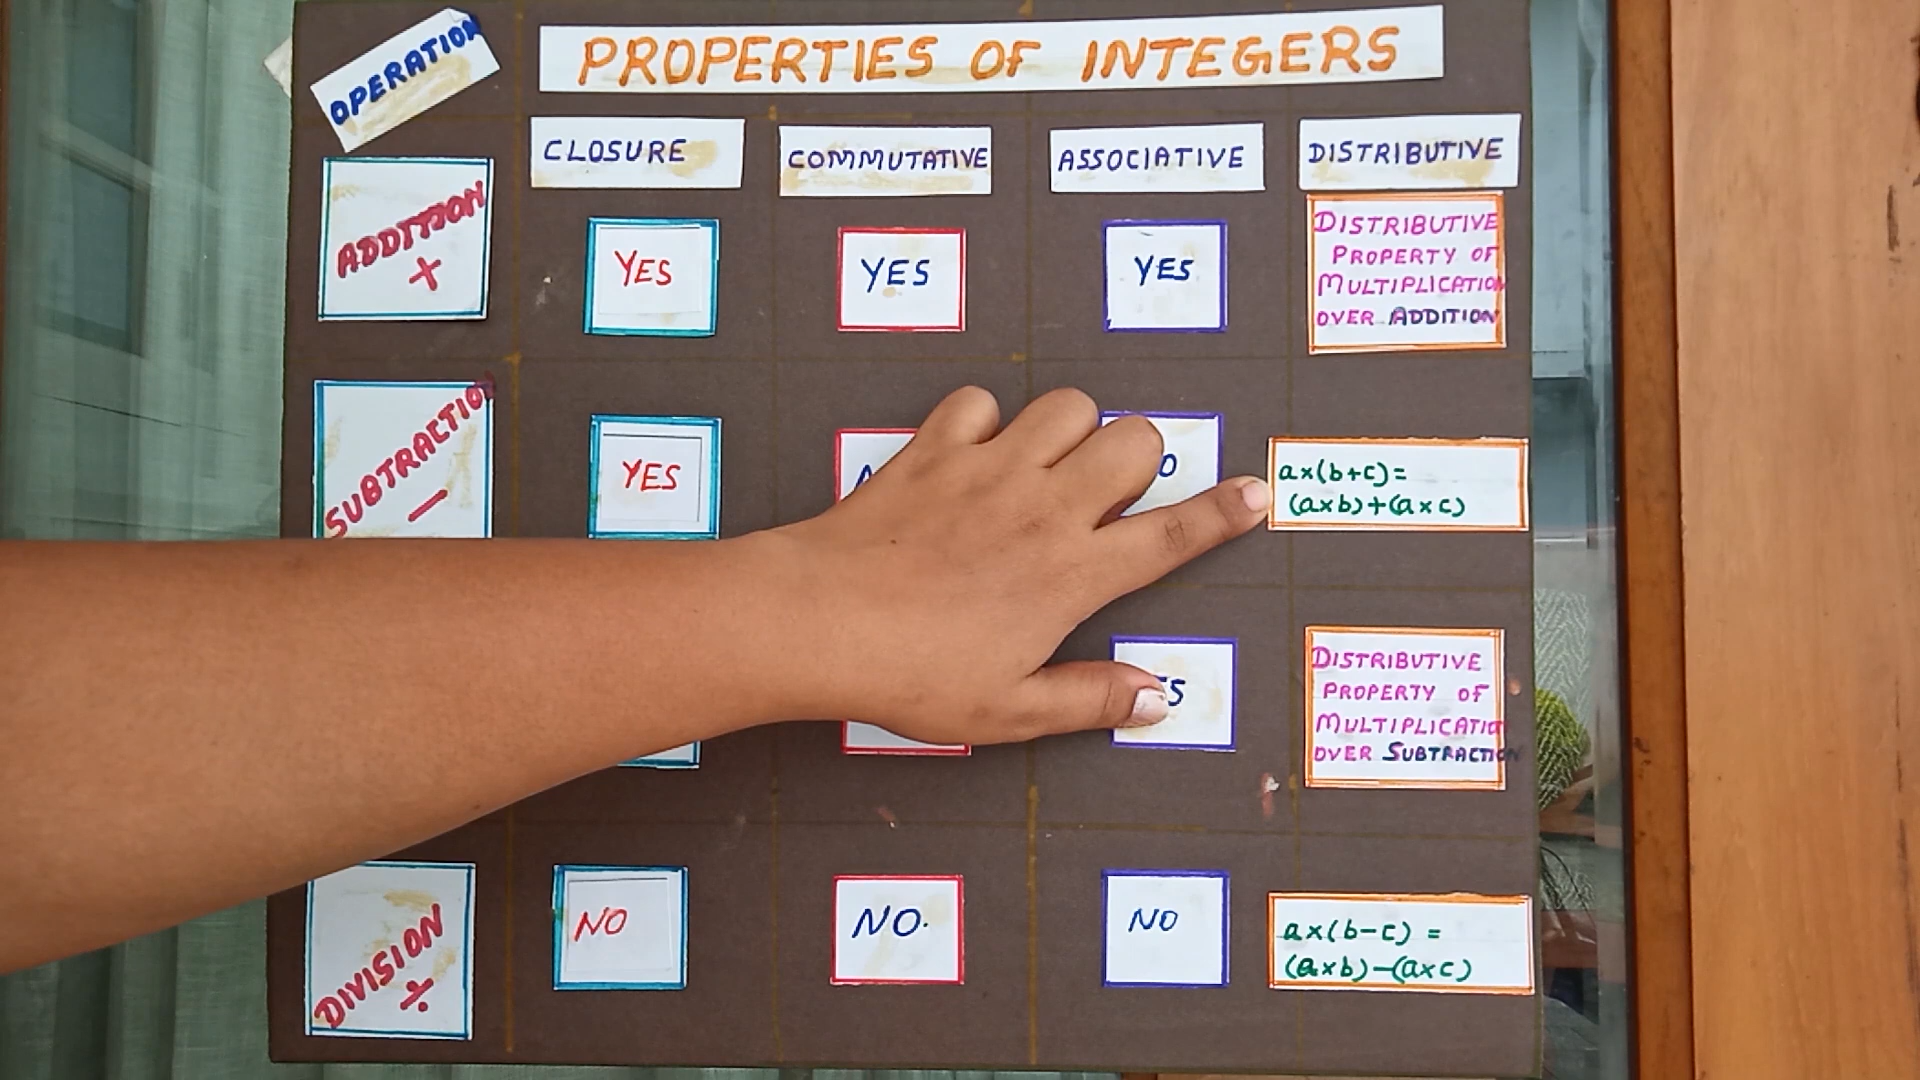 OPERATION
PROPERTIES OF INTEGERS
CLOSURE
COMMUTATIVE
ASSOCIATIVE
DISTRIBUTIVE
ADDITION
+
YES
YES
YES
DISTRIBUTIVE
PROPERTY OF
MULTIPLICATION
OVER ADDITION
SUBTRACTION
—
YES
a×(b+c)=
(a×b)+(a×c)
DISTRIBUTIVE
PROPERTY OF
MULTIPLICATIO
OVER SUBTRACTION
DIVISION
÷
NO
NO.
NO
a×(b-c) =
(a×b)-(a×c)